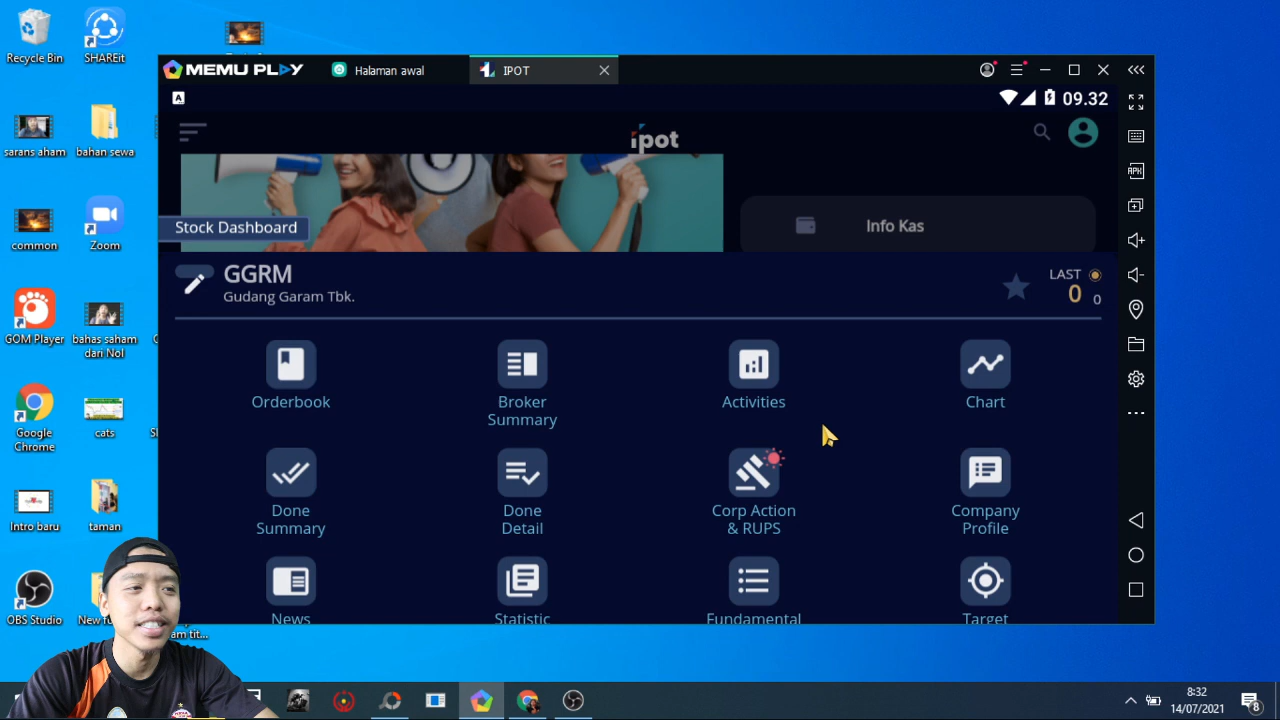 Recycle Bin
SHAREit
MEMU PLAY
Halaman awal
IPOT
A
09.32
ipot
APK
sarans aham
bahan sewa
Stock Dashboard
Info Kas
common
Zoom
GGRM
Gudang Garam Tbk.
LAST
0
0
GOM Player
bahas saham
dari Nol
Orderbook
Broker
Summary
Activities
Chart
Google
Chrome
cats
Done
Summary
Done
Detail
Corp Action
& RUPS
Company
Profile
Intro baru
taman
OBS Studio
News
Statistic
Fundamental
Target
8:32
14/07/2021
8